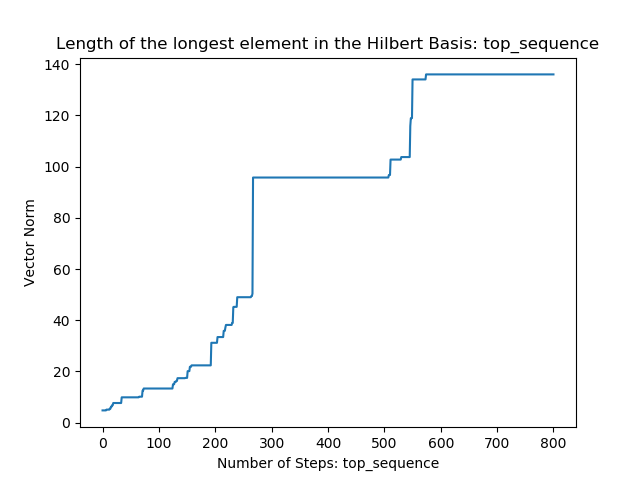 Length of the longest element in the Hilbert Basis: top_sequence
140
120
100
80
60
40
20
0
Vector Norm
0 100 200 300 400 500 600 700 800
Number of Steps: top_sequence